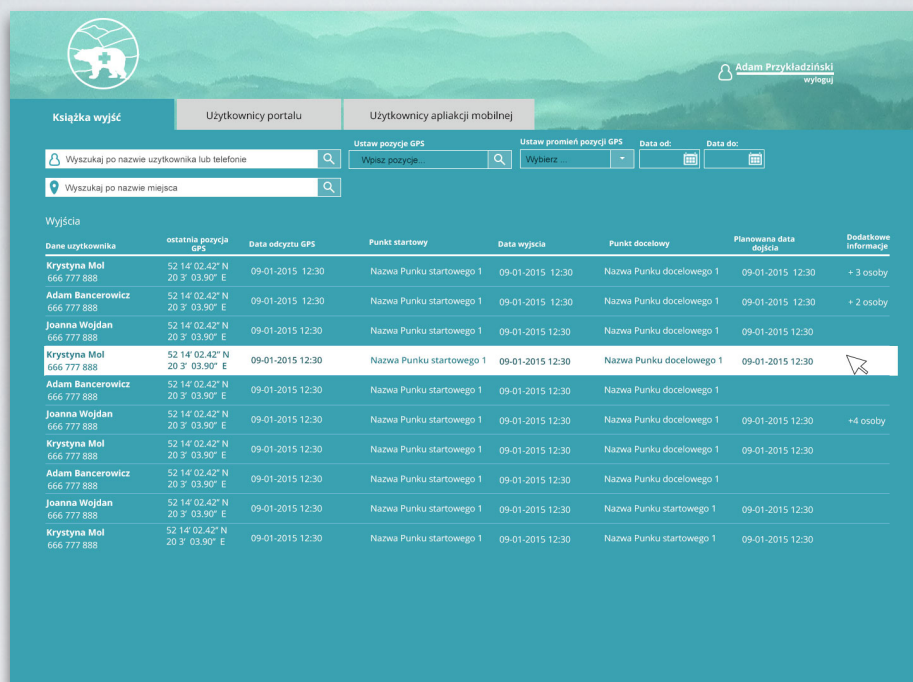 Adam Przykładziński
wyloguj
Książka wyjść
Użytkownicy portalu
Użytkownicy apliakcji mobilnej
Ustaw pozycje GPS
Ustaw promień pozycji GPS
Data od:
Data do:
Wyszukaj po nazwie uzytkownika lub telefonie
Wpisz pozycje...
Wybierz ...
Wyszukaj po nazwie miejsca
Wyjścia
Dane uzytkownika
ostatnia pozycja
GPS
Data odcyztu GPS
Punkt startowy
Data wyjscia
Punkt docelowy
Planowana data
dojścia
Dodatkowe
informacje
Krystyna Mol
666 777 888
52 14' 02.42" N
20 3' 03.90" E
09-01-2015 12:30
Nazwa Punku startowego 1
09-01-2015 12:30
Nazwa Punku docelowego 1
09-01-2015 12:30
+ 3 osoby
Adam Bancerowicz
666 777 888
52 14' 02.42" N
20 3' 03.90" E
09-01-2015 12:30
Nazwa Punku startowego 1
09-01-2015 12:30
Nazwa Punku docelowego 1
09-01-2015 12:30
+ 2 osoby
Joanna Wojdan
666 777 888
52 14' 02.42" N
20 3' 03.90" E
09-01-2015 12:30
Nazwa Punku startowego 1
09-01-2015 12:30
Nazwa Punku docelowego 1
09-01-2015 12:30
Krystyna Mol
666 777 888
52 14' 02.42" N
20 3' 03.90" E
09-01-2015 12:30
Nazwa Punku startowego 1
09-01-2015 12:30
Nazwa Punku docelowego 1
09-01-2015 12:30
Adam Bancerowicz
666 777 888
52 14' 02.42" N
20 3' 03.90" E
09-01-2015 12:30
Nazwa Punku startowego 1
09-01-2015 12:30
Nazwa Punku docelowego 1
Joanna Wojdan
666 777 888
52 14' 02.42" N
20 3' 03.90" E
09-01-2015 12:30
Nazwa Punku startowego 1
09-01-2015 12:30
Nazwa Punku docelowego 1
09-01-2015 12:30
+4 osoby
Krystyna Mol
666 777 888
52 14' 02.42" N
20 3' 03.90" E
09-01-2015 12:30
Nazwa Punku startowego 1
09-01-2015 12:30
Nazwa Punku docelowego 1
09-01-2015 12:30
Adam Bancerowicz
666 777 888
52 14' 02.42" N
20 3' 03.90" E
09-01-2015 12:30
Nazwa Punku startowego 1
09-01-2015 12:30
Nazwa Punku docelowego 1
Joanna Wojdan
666 777 888
52 14' 02.42" N
20 3' 03.90" E
09-01-2015 12:30
Nazwa Punku startowego 1
09-01-2015 12:30
Nazwa Punku startowego 1
09-01-2015 12:30
Krystyna Mol
666 777 888
52 14' 02.42" N
20 3' 03.90" E
09-01-2015 12:30
Nazwa Punku startowego 1
09-01-2015 12:30
Nazwa Punku startowego 1
09-01-2015 12:30